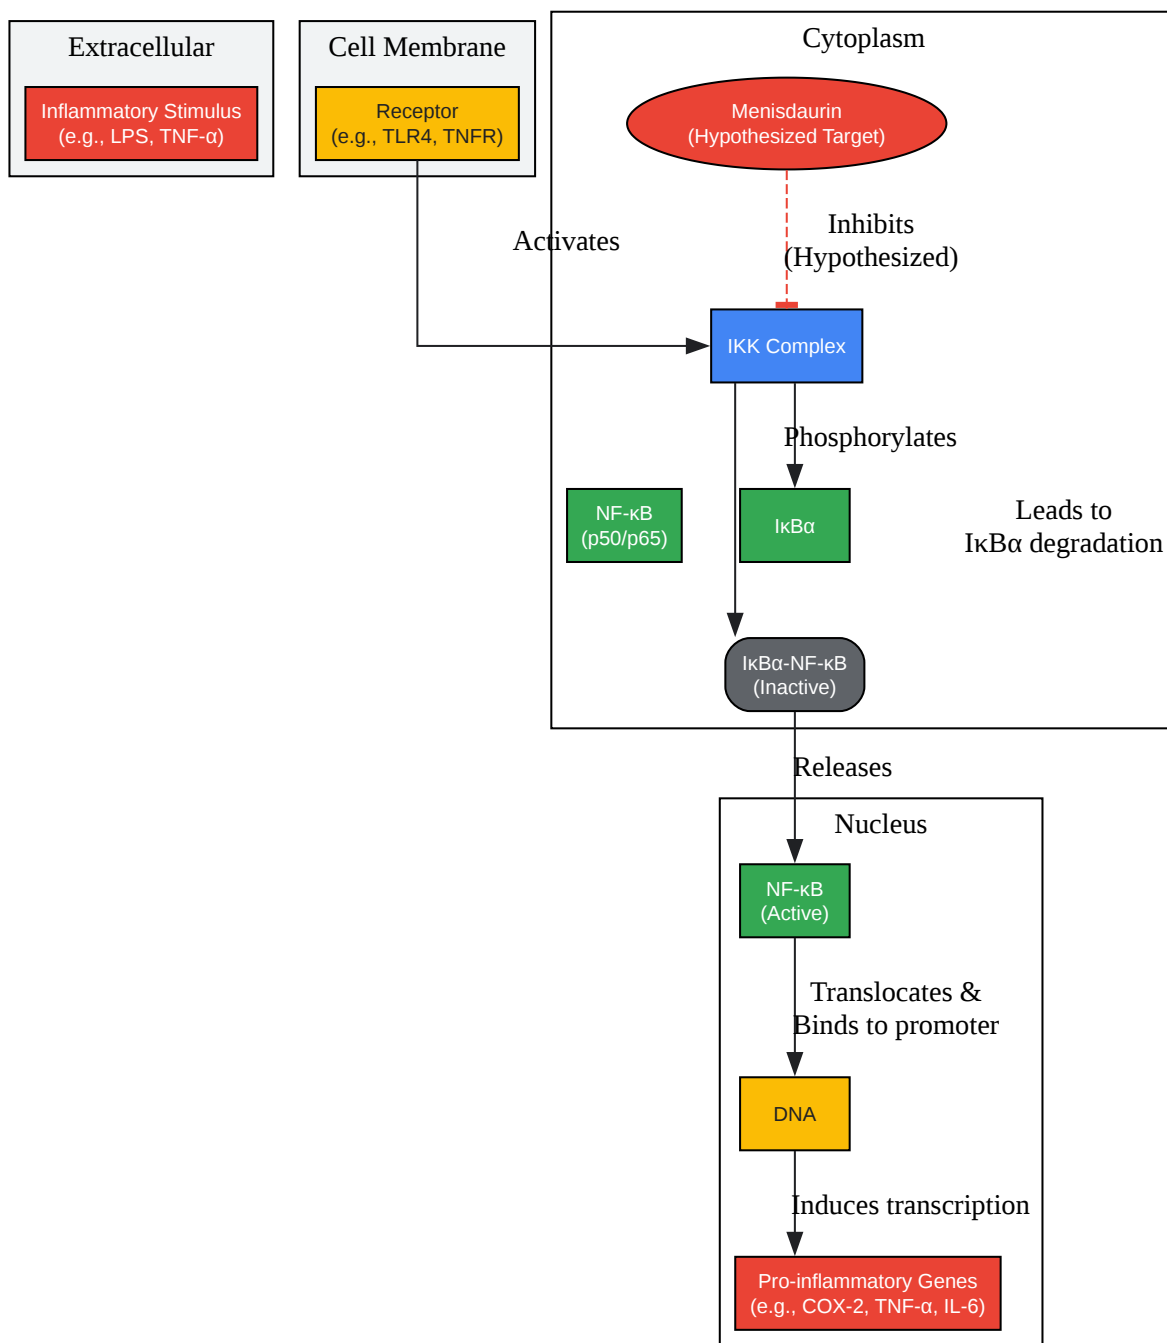 Extracellular
Inflammatory Stimulus
(e.g., LPS, TNF-α)
Cell Membrane
Receptor
(e.g., TLR4, TNFR)
Cytoplasm
Menisdaurin
(Hypothesized Target)
Activates
Inhibits
(Hypothesized)
IKK Complex
Phosphorylates
NF-κB
(p50/p65)
IκBα
Leads to
IκBα degradation
IκBα-NF-κB
(Inactive)
Releases
Nucleus
NF-κB
(Active)
Translocates &
Binds to promoter
DNA
Induces transcription
Pro-inflammatory Genes
(e.g., COX-2, TNF-α, IL-6)